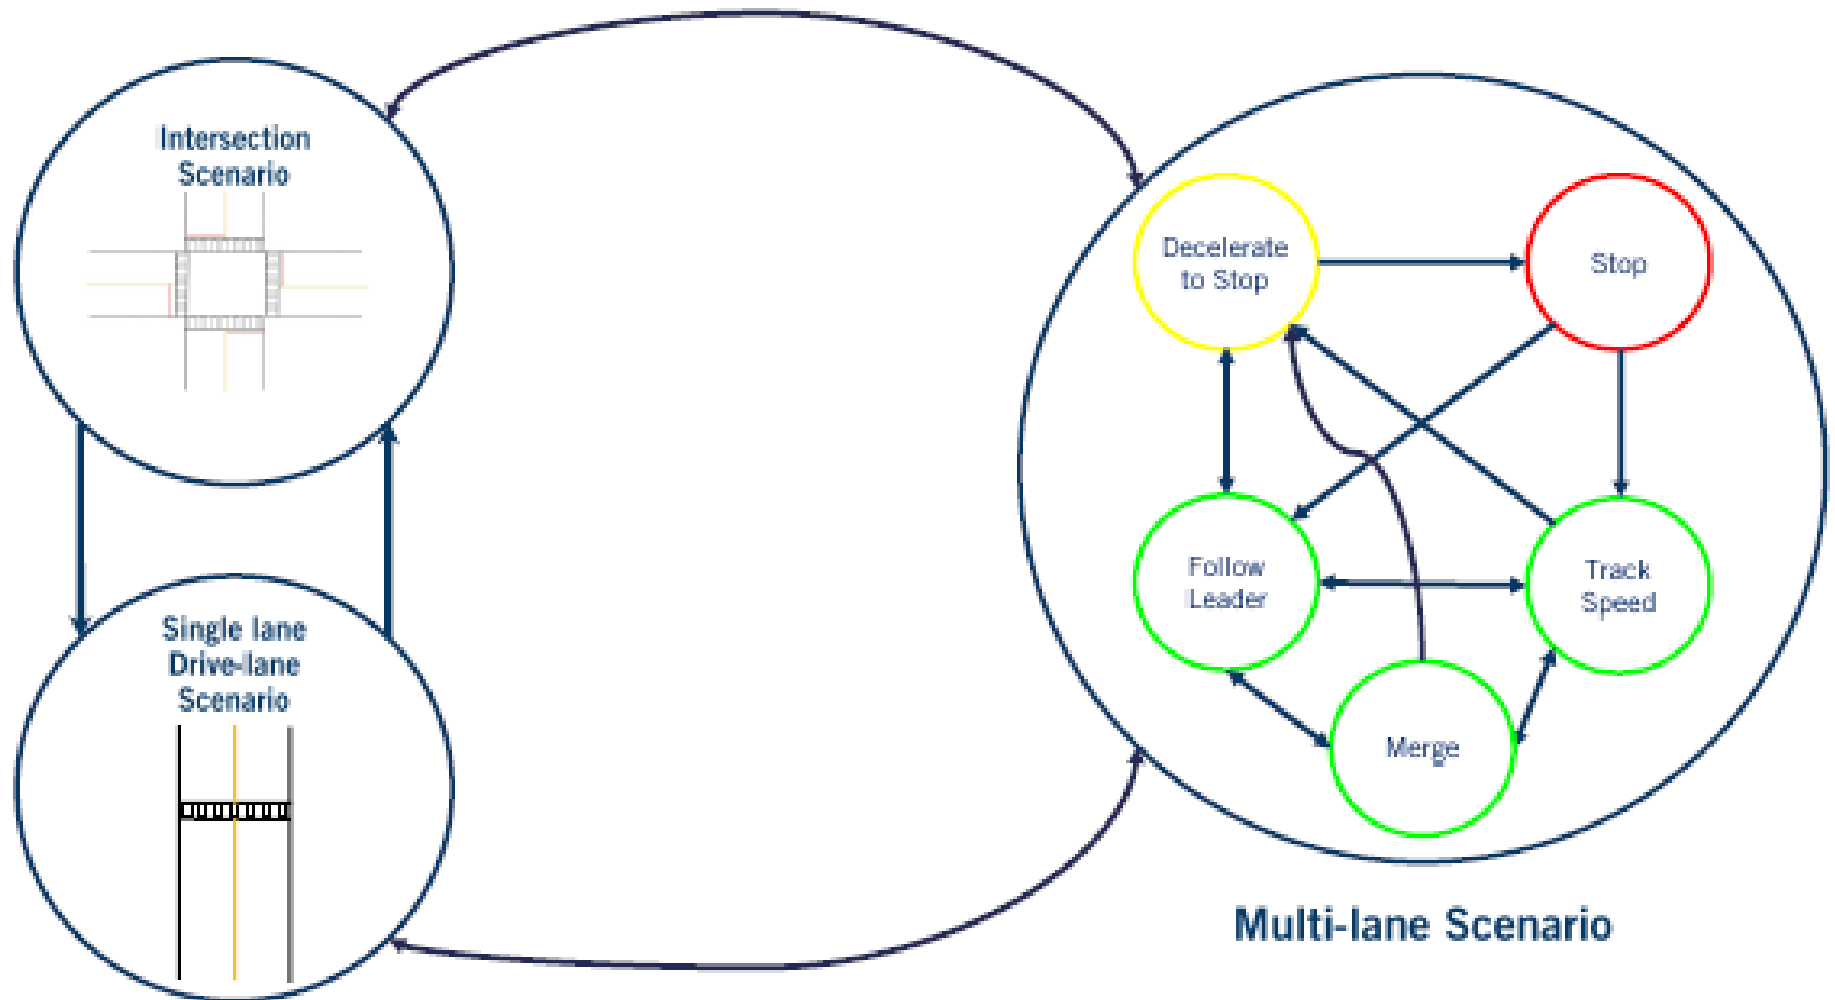 Intersection
Scenario
Single lane
Drive-lane
Scenario
Decelerate
to Stop
Stop
Follow
Leader
Track
Speed
Merge
Multi-lane Scenario